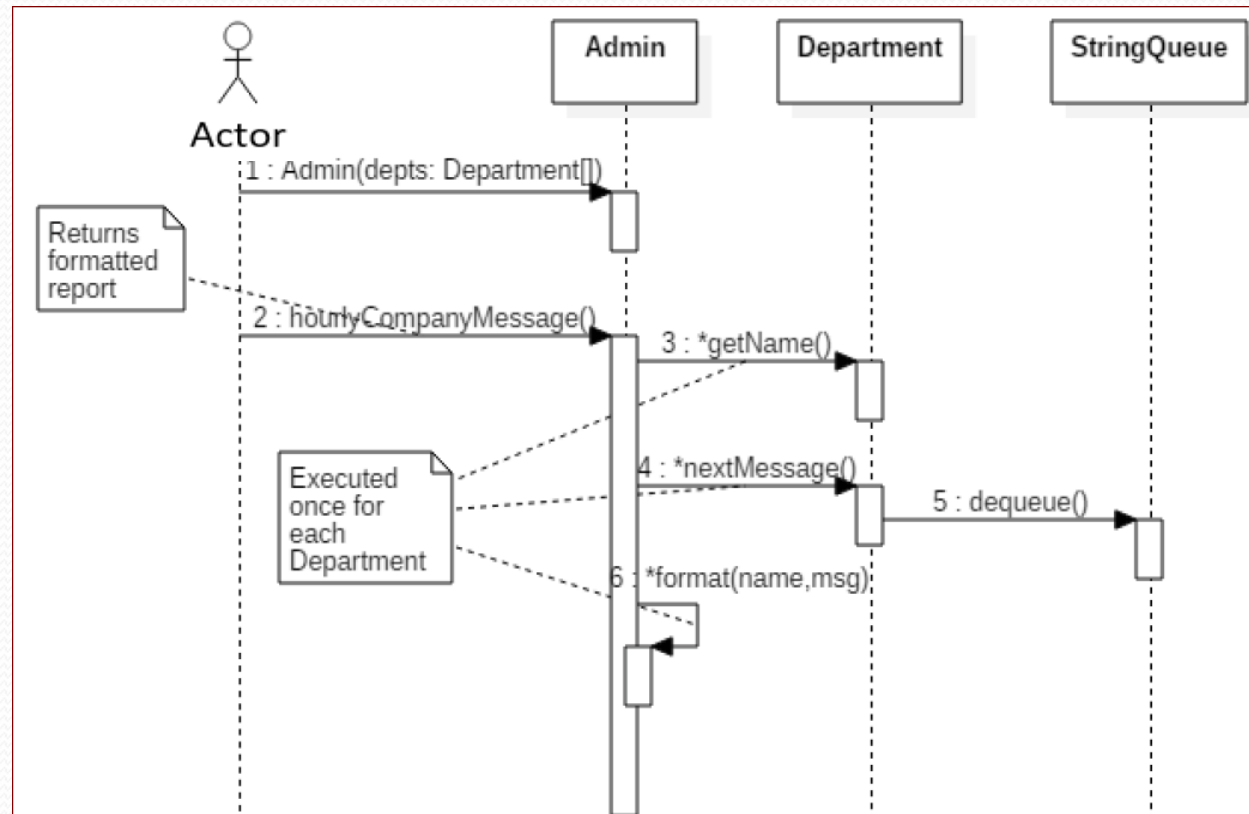 Admin
Department
StringQueue
Actor
1 : Admin(depts: Department[])
Returns
formatted
report
2 : hourlyCompanyMessage()
3 : *getName()
Executed
once for
each
Department
4 : *nextMessage()
5 : dequeue()
6 : *format(name,msg)